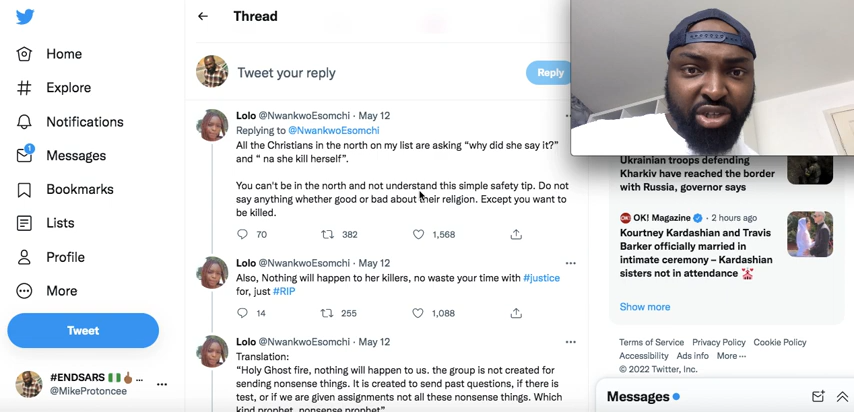 Thread
Home
Explore
Notifications
1
Messages
Bookmarks
Lists
Profile
More
Tweet
#ENDSARS 🇳🇬✊🏾 ...
@MikeProtoncee
Tweet your reply
Reply
Lolo @NwankwoEsomchi · May 12
Replying to @NwankwoEsomchi
All the Christians in the north on my list are asking “why did she say it?”
and “ na she kill herself”.
You can't be in the north and not understand this simple safety tip. Do not
say anything whether good or bad about their religion. Except you want to
be killed.
70 382 1,568
Lolo @NwankwoEsomchi · May 12
Also, Nothing will happen to her killers, no waste your time with #justice
for, just #RIP
14 255 1,088
Lolo @NwankwoEsomchi · May 12
Translation:
“Holy Ghost fire, nothing will happen to us. the group is not created for
sending nonsense things. It is created to send past questions, if there is
test, or if we are given assignments not all these nonsense things. Which
kind prophet, nonsense prophet”
Ukrainian troops defending
Kharkiv have reached the
border with Russia, governor
says
OK! Magazine · 2 hours ago
Kourtney Kardashian and Travis
Barker officially married in
intimate ceremony – Kardashian
sisters not in attendance
Show more
Terms of Service Privacy Policy Cookie Policy
Accessibility Ads info More ···
© 2022 Twitter, Inc.
Messages